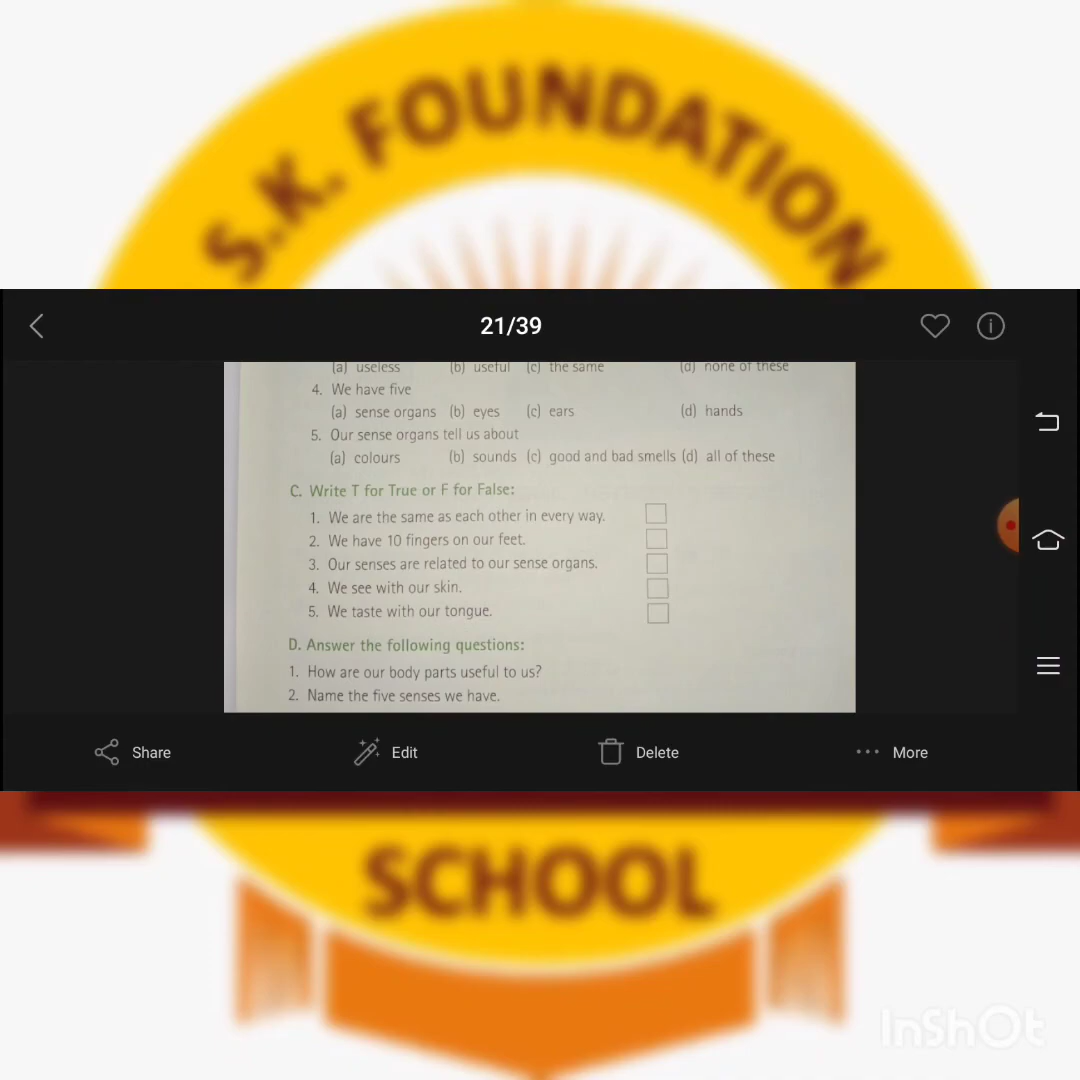 S.K. FOUNDATION
21/39
(a) useless (b) useful (c) the same (d) none of these
4. We have five
(a) sense organs (b) eyes (c) ears (d) hands
5. Our sense organs tell us about
(a) colours (b) sounds (c) good and bad smells (d) all of these
C. Write T for True or F for False:
1. We are the same as each other in every way.
2. We have 10 fingers on our feet.
3. Our senses are related to our sense organs.
4. We see with our skin.
5. We taste with our tongue.
D. Answer the following questions:
1. How are our body parts useful to us?
2. Name the five senses we have.
Share Edit Delete More
SCHOOL
InShOt